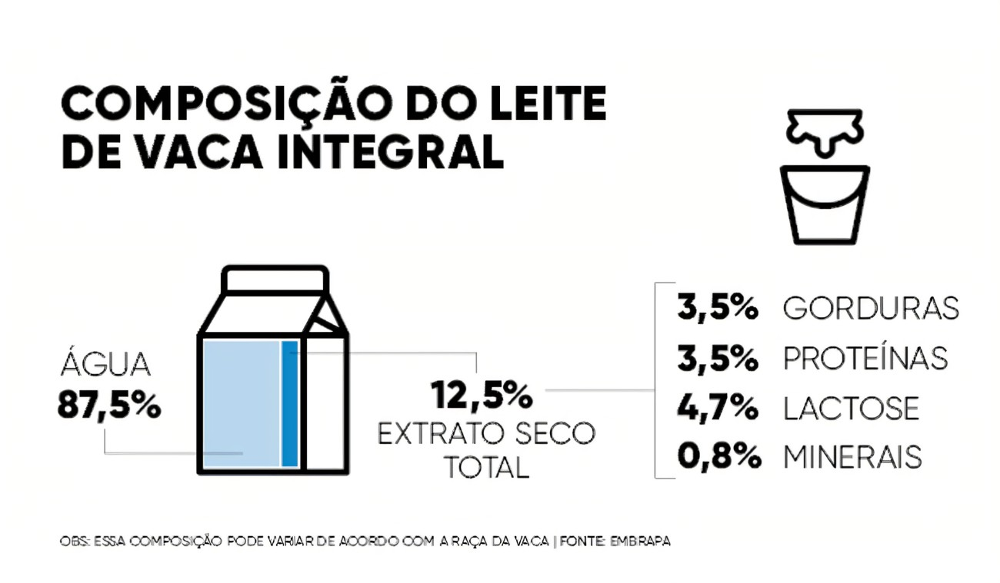 COMPOSIÇÃO DO LEITE
DE VACA INTEGRAL
ÁGUA
87,5%
12,5%
EXTRATO SECO
TOTAL
3,5% GORDURAS
3,5% PROTEÍNAS
4,7% LACTOSE
0,8% MINERAIS
OBS: ESSA COMPOSIÇÃO PODE VARIAR DE ACORDO COM A RAÇA DA VACA | FONTE: EMBRAPA